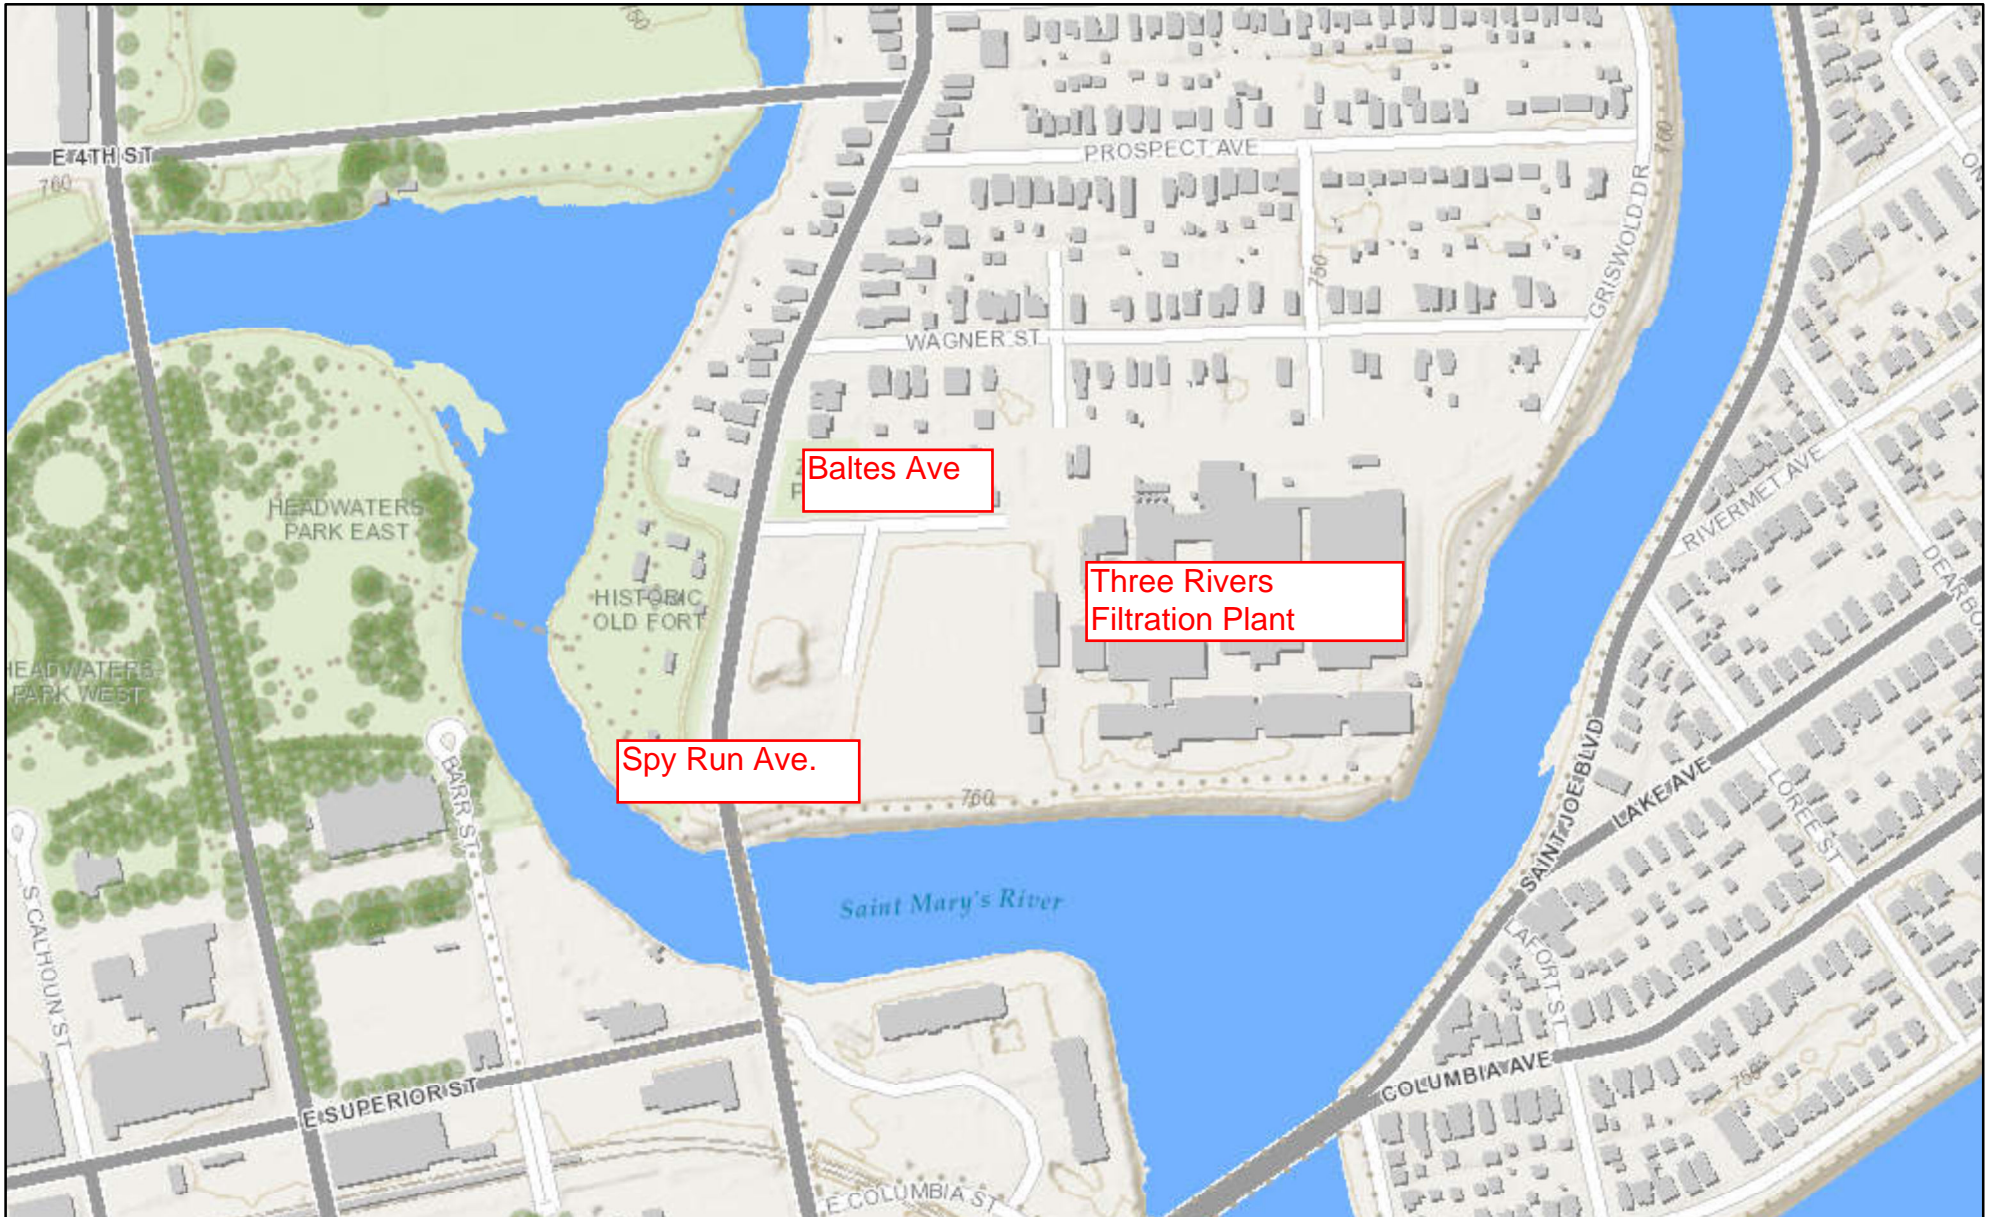 750
E 4TH ST
760
PROSPECT AVE
760
GRISWOLD DR
750
WAGNER ST
Baltes Ave
HEADWATERS
PARK EAST
RIVERMET AVE
Three Rivers
Filtration Plant
HISTORIC
OLD FORT
HEADWATERS
PARK WEST
Spy Run Ave.
BARR ST
760
SAINT JOE BLVD
LAKE AVE
LOREE ST
Saint Mary's River
S CALHOUN ST
LAFORT ST
E SUPERIOR ST
COLUMBIA AVE
E COLUMBIA ST